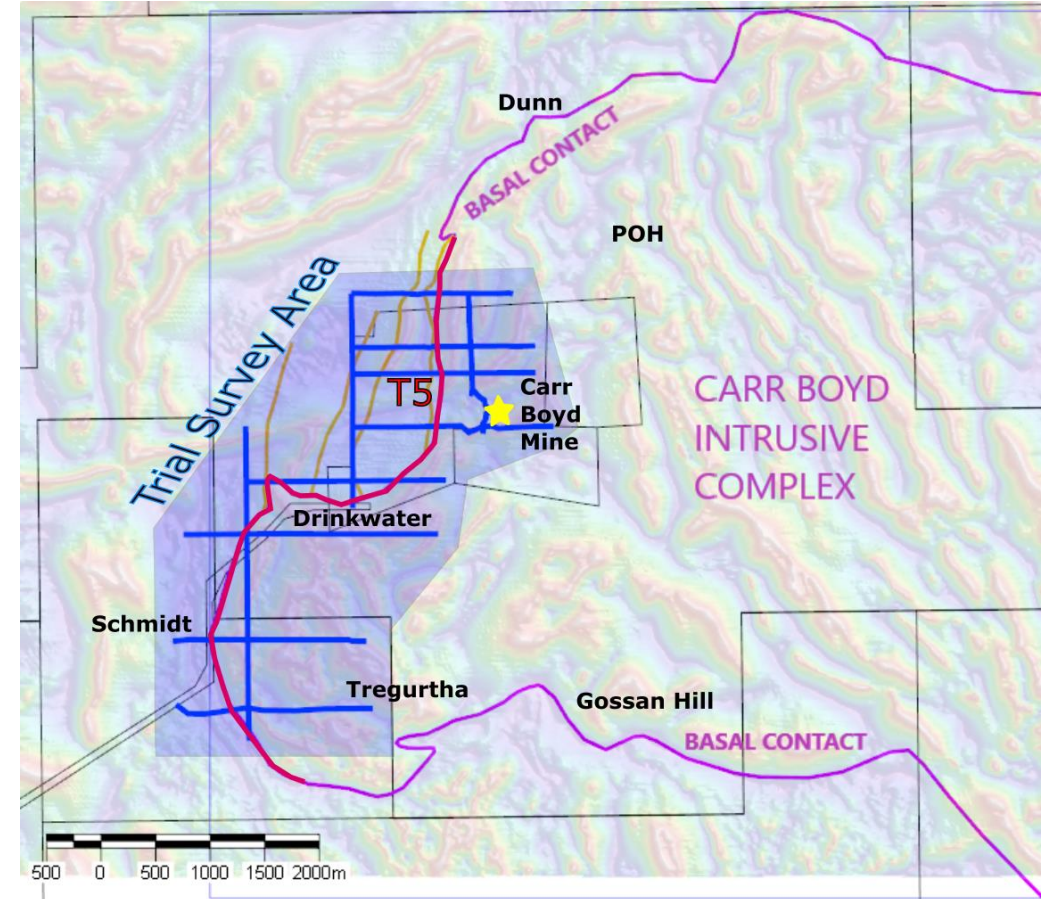 Dunn
BASAL CONTACT
POH
Trial Survey Area
T5
Carr
Boyd
Mine
CARR BOYD
INTRUSIVE
COMPLEX
Drinkwater
Schmidt
Tregurtha
Gossan Hill
BASAL CONTACT
500 0 500 1000 1500 2000m